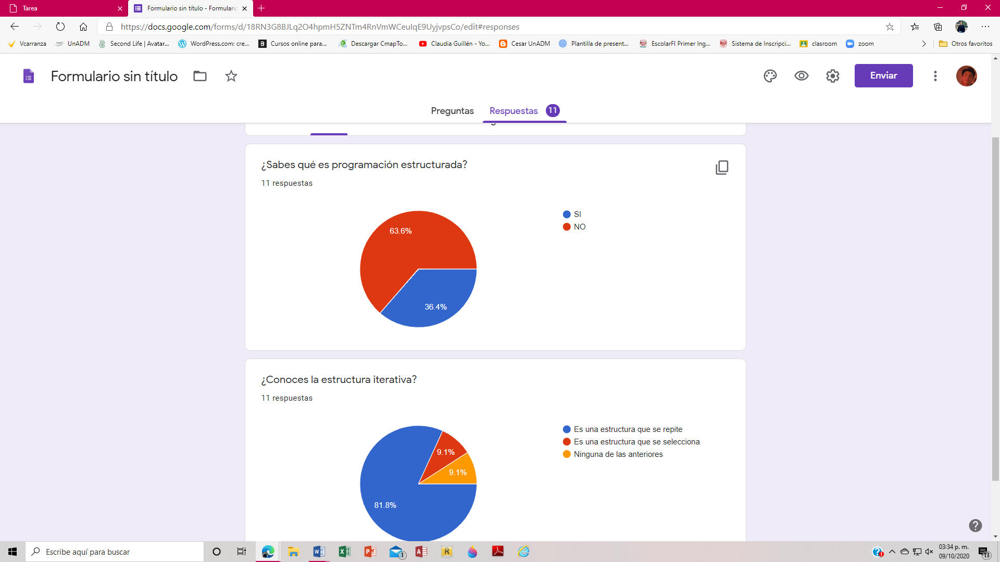 Tarea
Formulario sin título - Formulario
https://docs.google.com/forms/d/18RN3G8BJLq2O4hpmH5ZNTm4RnVmWCeuIqE9UyjvpsCo/edit#responses
Vcarranza
UnADM
Second Life | Avatar...
WordPress.com: cre...
Cursos online para...
Descargar CmapTo...
Claudia Guillén - Yo...
Cesar UnADM
Plantilla de present...
EscolarFI Primer Ing...
Sistema de Inscripci...
clasroom
zoom
Otros favoritos
Formulario sin título
Enviar
Preguntas
Respuestas 11
¿Sabes qué es programación estructurada?
11 respuestas
63.6%
36.4%
SI
NO
¿Conoces la estructura iterativa?
11 respuestas
9.1%
9.1%
81.8%
Es una estructura que se repite
Es una estructura que se selecciona
Ninguna de las anteriores
Escribe aquí para buscar
1
03:34 p. m.
09/10/2020
13